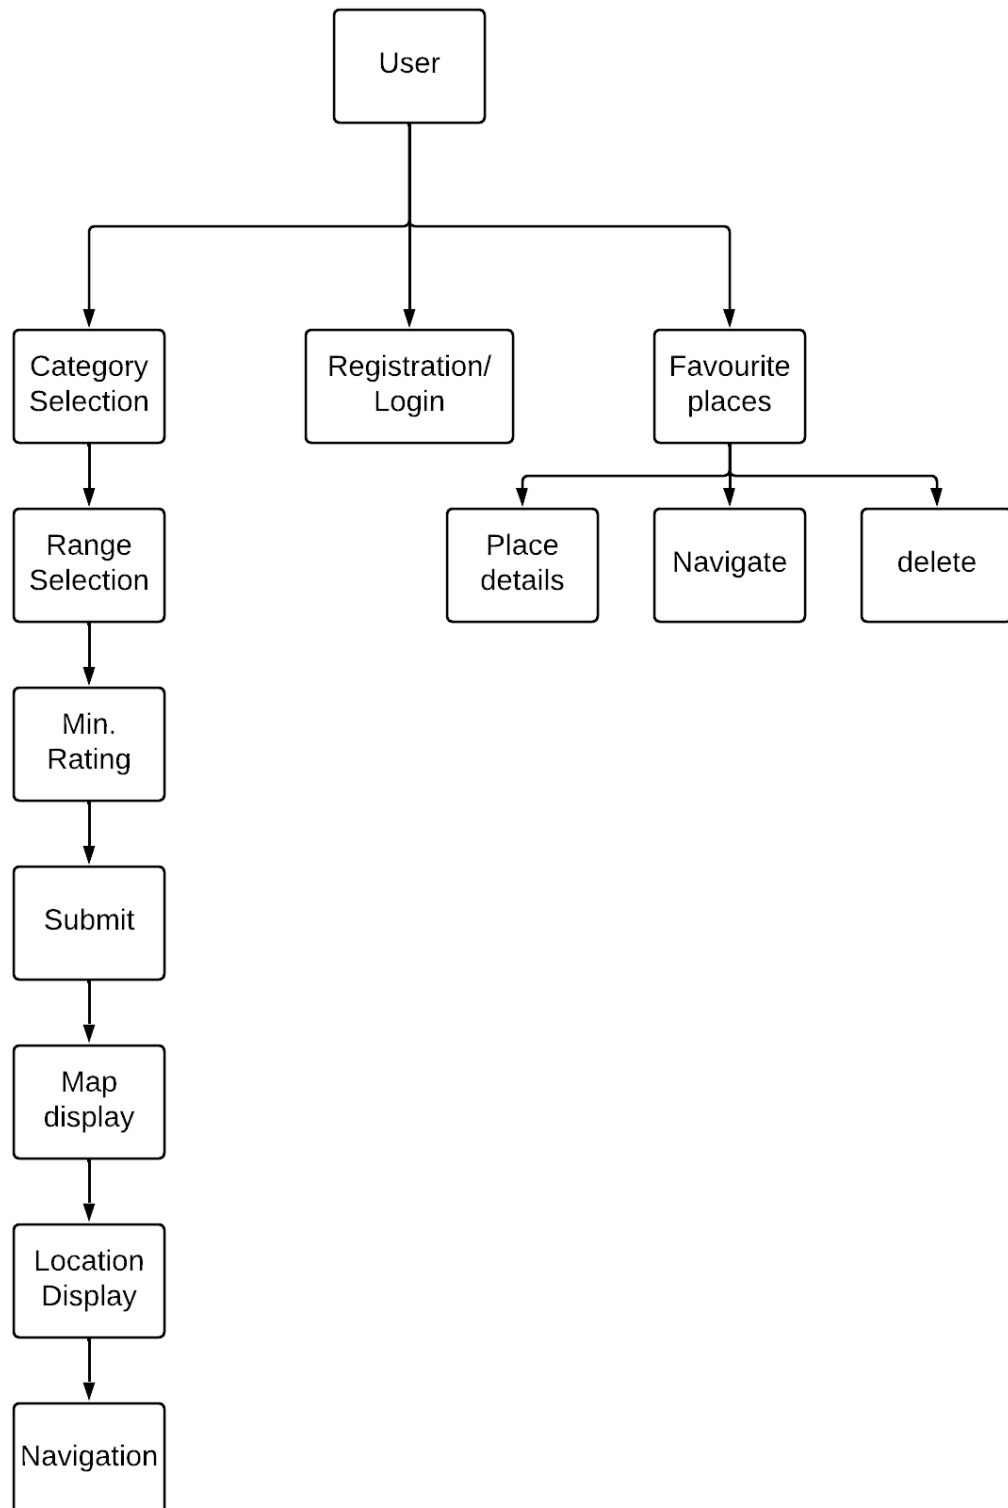 User
Category
Selection
Registration/
Login
Favourite
places
Range
Selection
Place
details
Navigate
delete
Min.
Rating
Submit
Map
display
Location
Display
Navigation